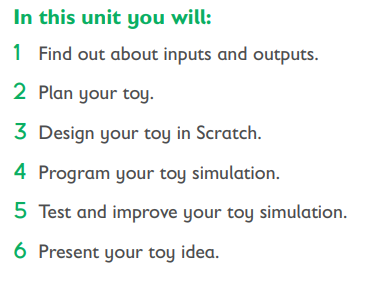 In this unit you will:
1 Find out about inputs and outputs.
2 Plan your toy.
3 Design your toy in Scratch.
4 Program your toy simulation.
5 Test and improve your toy simulation.
6 Present your toy idea.